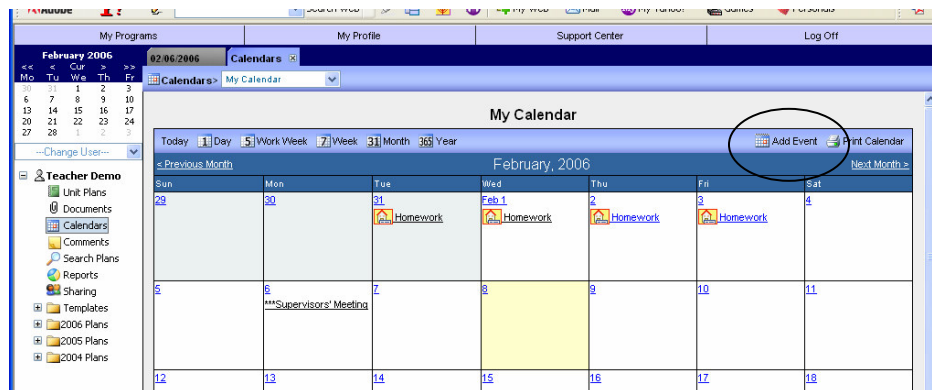 Adobe Search Web My Web Mail My Yahoo! Games Personals
My Programs My Profile Support Center Log Off
February 2006
<< < Cur > >>
Mo Tu We Th Fr
30 31 1 2 3
6 7 8 9 10
13 14 15 16 17
20 21 22 23 24
27 28 1 2 3
---Change User---
Teacher Demo
Unit Plans
Documents
Calendars
Comments
Search Plans
Reports
Sharing
Templates
2006 Plans
2005 Plans
2004 Plans
02/06/2006 Calendars
Calendars> My Calendar
My Calendar
Today 1 Day 5 Work Week 7 Week 31 Month 365 Year Add Event Print Calendar
< Previous Month February, 2006 Next Month >
Sun Mon Tue Wed Thu Fri Sat
29 30 31 Feb 1 2 3 4
Homework Homework Homework Homework
5 6 7 8 9 10 11
***Supervisors' Meeting
12 13 14 15 16 17 18